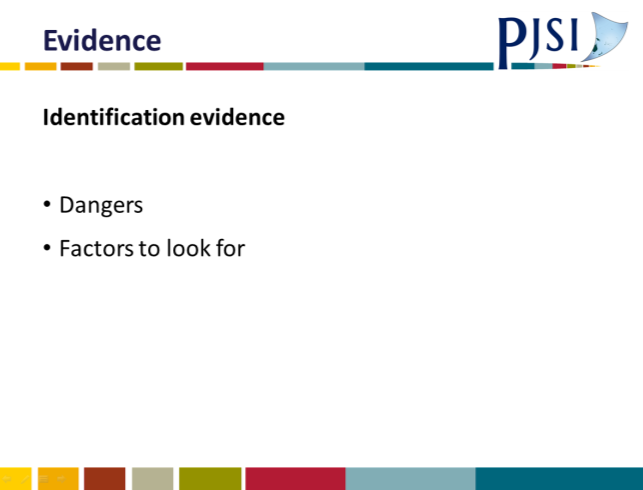 Evidence
PJSI
Identification evidence
• Dangers
• Factors to look for